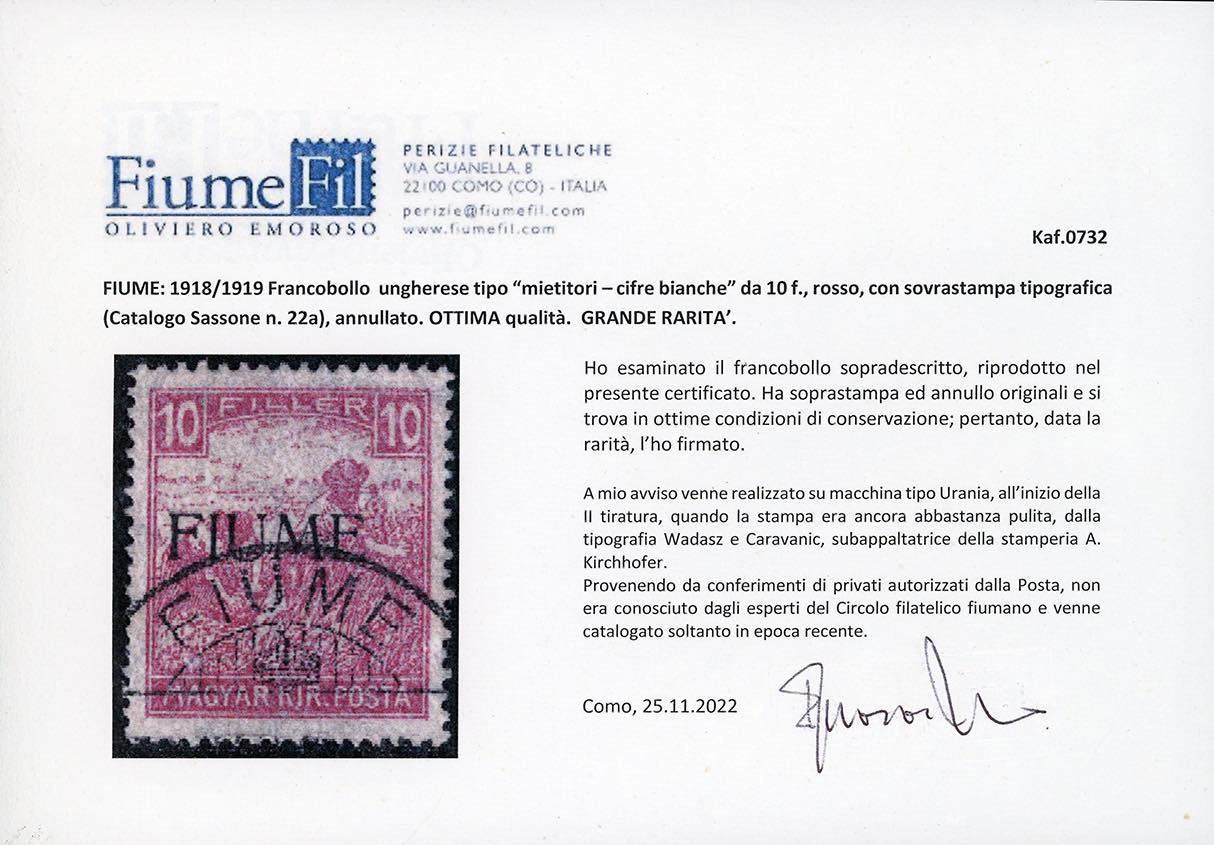 Fiume Fil
OLIVIERO EMOROSO
PERIZIE FILATELICHE
VIA GUANELLA, 8
22100 COMO (CO) - ITALIA
perizie@fiumefil.com
www.fiumefil.com
Kaf.0732
FIUME: 1918/1919 Francobollo ungherese tipo “mietitori – cifre bianche” da 10 f., rosso, con sovrastampa tipografica
(Catalogo Sassone n. 22a), annullato. OTTIMA qualità. GRANDE RARITA’.
10 FILLER 10
FIUME
FIUME
MAGYAR KIR. POSTA
Ho esaminato il francobollo sopradescritto, riprodotto nel
presente certificato. Ha soprastampa ed annullo originali e si
trova in ottime condizioni di conservazione; pertanto, data la
rarità, l’ho firmato.
A mio avviso venne realizzato su macchina tipo Urania, all’inizio della
II tiratura, quando la stampa era ancora abbastanza pulita, dalla
tipografia Wadasz e Caravanic, subappaltatrice della stamperia A.
Kirchhofer.
Provenendo da conferimenti di privati autorizzati dalla Posta, non
era conosciuto dagli esperti del Circolo filatelico fiumano e venne
catalogato soltanto in epoca recente.
Como, 25.11.2022